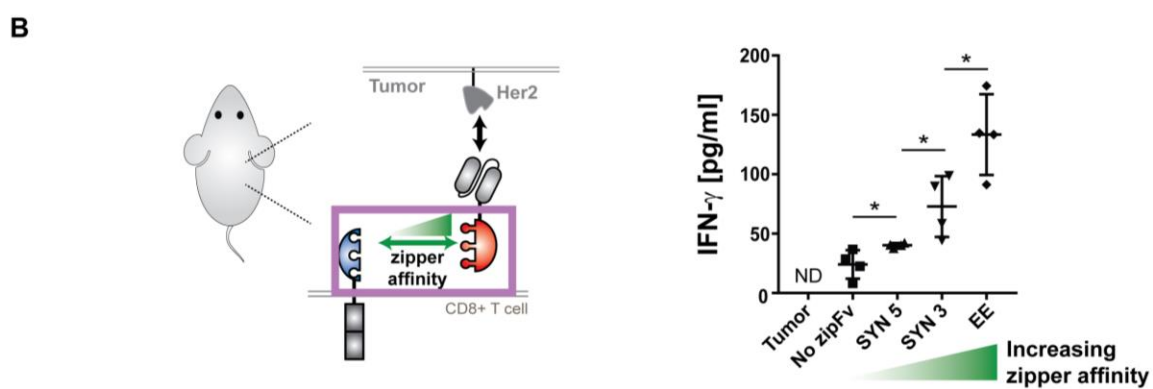 B
Tumor
Her2
zipper
affinity
CD8+ T cell
IFN-γ [pg/ml]
200
150
100
50
0
ND
*
*
*
Tumor
No zipFv
SYN 5
SYN 3
EE
Increasing
zipper affinity